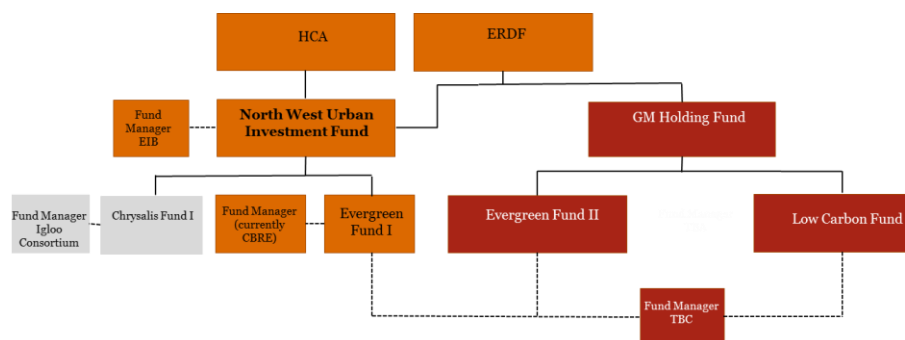 HCA
ERDF
Fund
Manager
EIB
North West Urban
Investment Fund
GM Holding Fund
Fund Manager
Igloo
Consortium
Chrysalis Fund I
Fund Manager
(currently
CBRE)
Evergreen
Fund I
Evergreen Fund II
Low Carbon Fund
Fund Manager
TBC